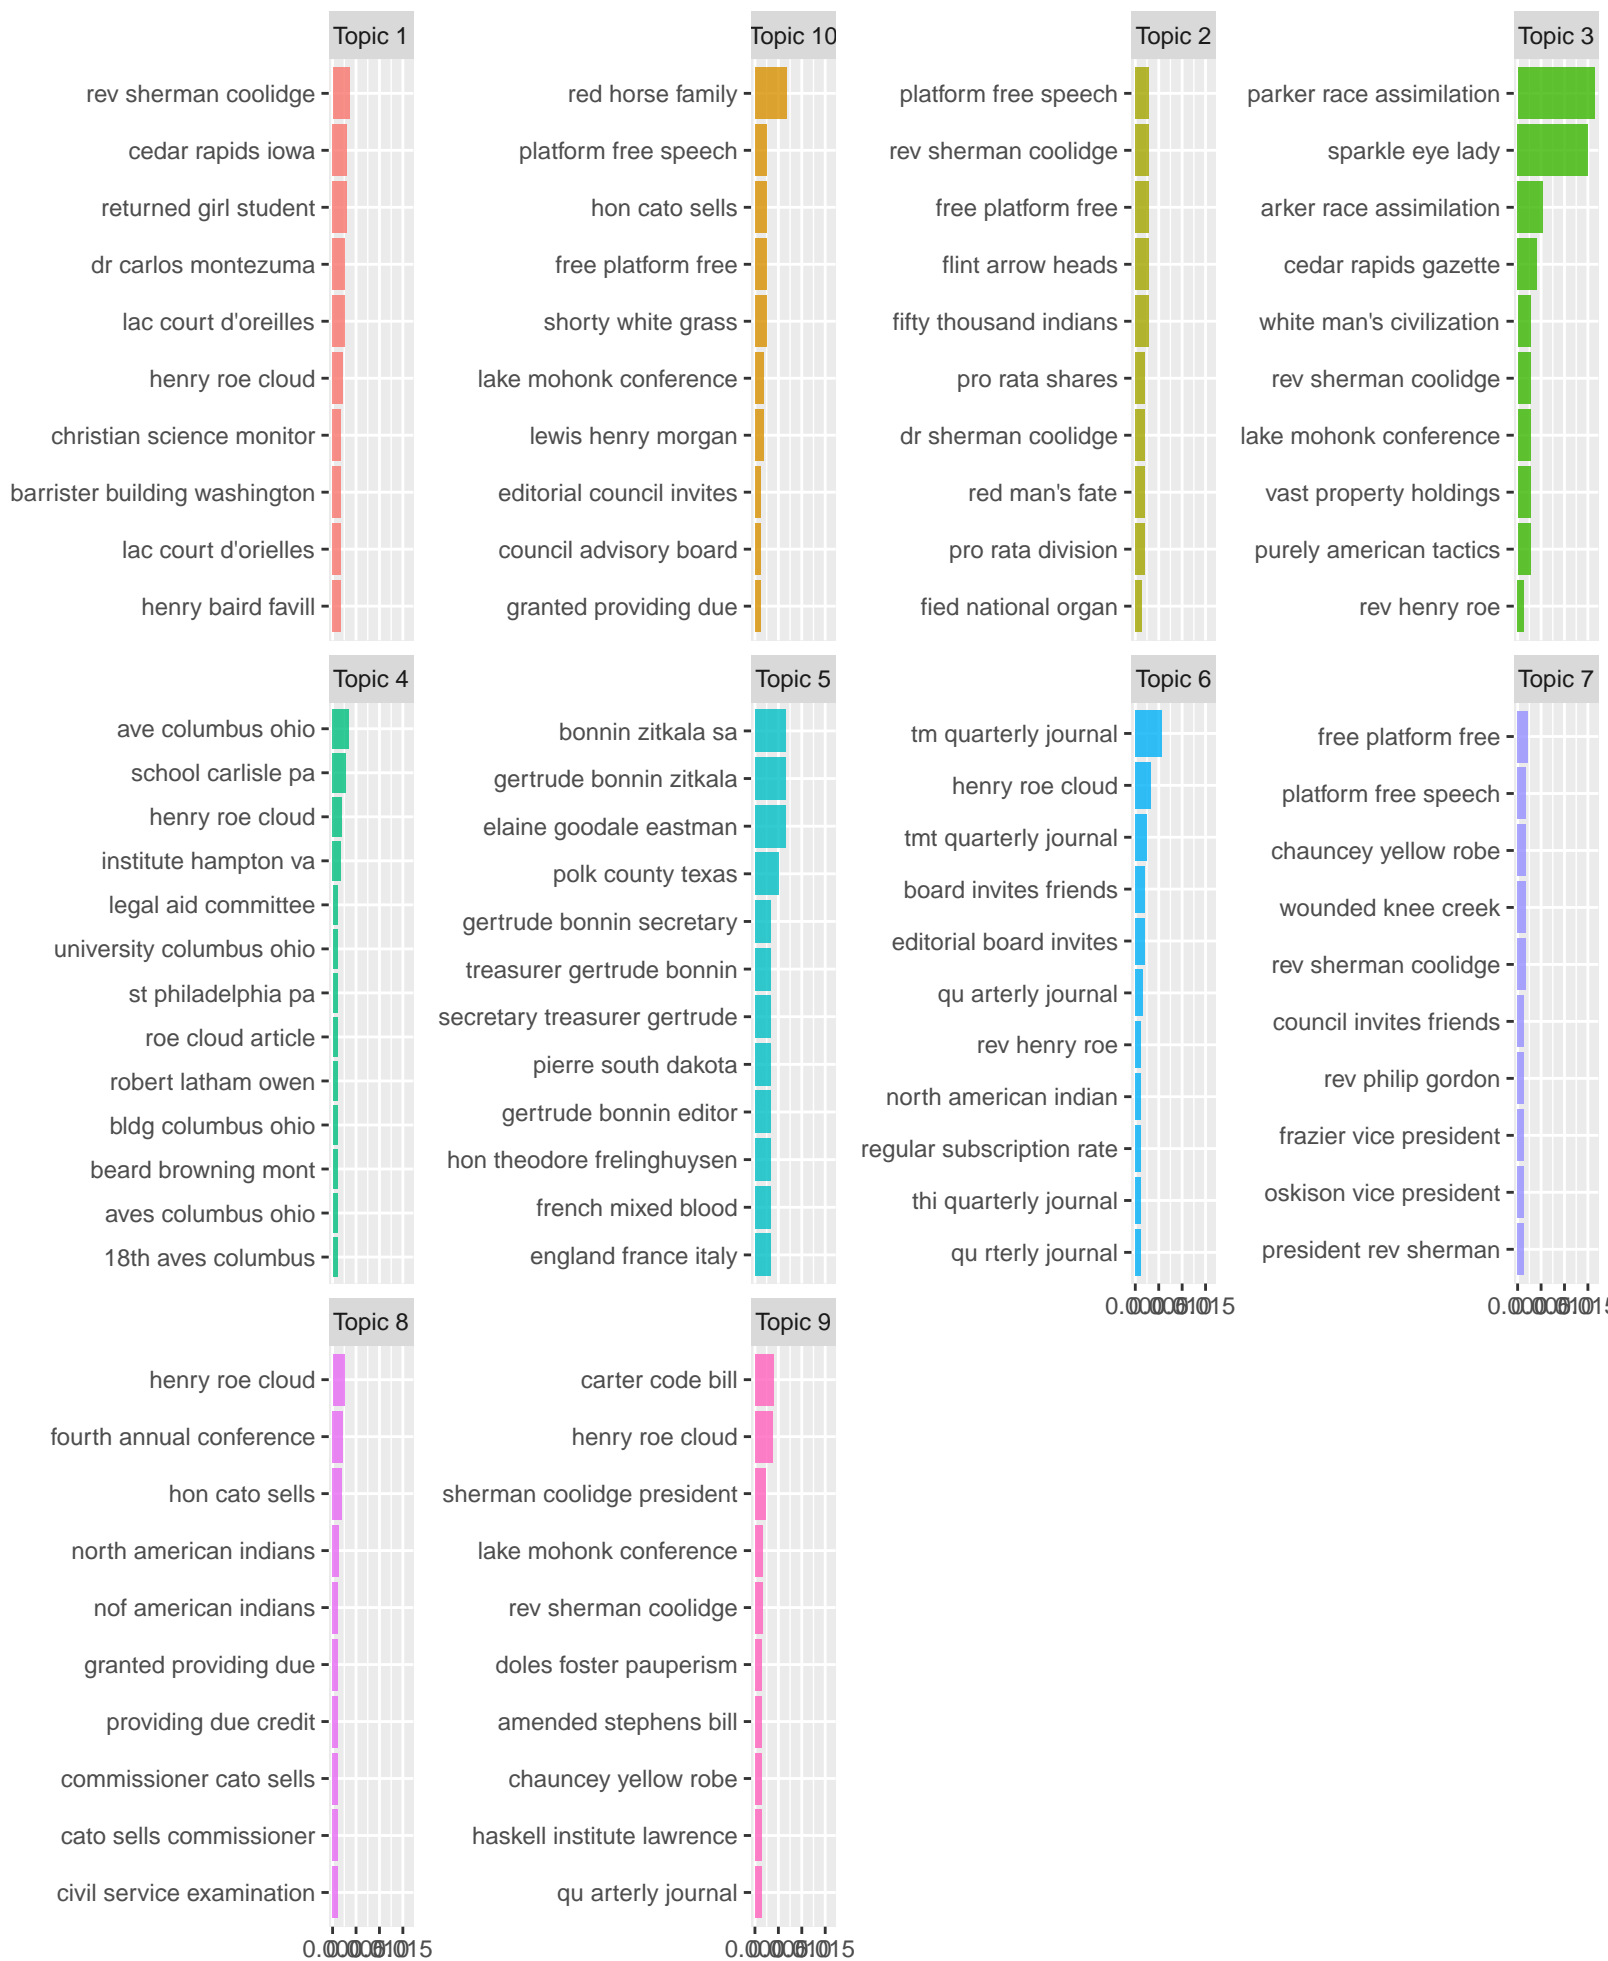 Topic 1
rev sherman coolidge
cedar rapids iowa
returned girl student
dr carlos montezuma
lac court d'oreilles
henry roe cloud
christian science monitor
barrister building washington
lac court d'orielles
henry baird favill
Topic 10
red horse family
platform free speech
hon cato sells
free platform free
shorty white grass
lake mohonk conference
lewis henry morgan
editorial council invites
council advisory board
granted providing due
Topic 2
platform free speech
rev sherman coolidge
free platform free
flint arrow heads
fifty thousand indians
pro rata shares
dr sherman coolidge
red man's fate
pro rata division
fied national organ
Topic 3
parker race assimilation
sparkle eye lady
arker race assimilation
cedar rapids gazette
white man's civilization
rev sherman coolidge
lake mohonk conference
vast property holdings
purely american tactics
rev henry roe
Topic 4
ave columbus ohio
school carlisle pa
henry roe cloud
institute hampton va
legal aid committee
university columbus ohio
st philadelphia pa
roe cloud article
robert latham owen
bldg columbus ohio
beard browning mont
aves columbus ohio
18th aves columbus
Topic 5
bonnin zitkala sa
gertrude bonnin zitkala
elaine goodale eastman
polk county texas
gertrude bonnin secretary
treasurer gertrude bonnin
secretary treasurer gertrude
pierre south dakota
gertrude bonnin editor
hon theodore frelinghuysen
french mixed blood
england france italy
Topic 6
tm quarterly journal
henry roe cloud
tmt quarterly journal
board invites friends
editorial board invites
qu arterly journal
rev henry roe
north american indian
regular subscription rate
thi quarterly journal
qu rterly journal
Topic 7
free platform free
platform free speech
chauncey yellow robe
wounded knee creek
rev sherman coolidge
council invites friends
rev philip gordon
frazier vice president
oskison vice president
president rev sherman
Topic 8
henry roe cloud
fourth annual conference
hon cato sells
north american indians
nof american indians
granted providing due
providing due credit
commissioner cato sells
cato sells commissioner
civil service examination
Topic 9
carter code bill
henry roe cloud
sherman coolidge president
lake mohonk conference
rev sherman coolidge
doles foster pauperism
amended stephens bill
chauncey yellow robe
haskell institute lawrence
qu arterly journal